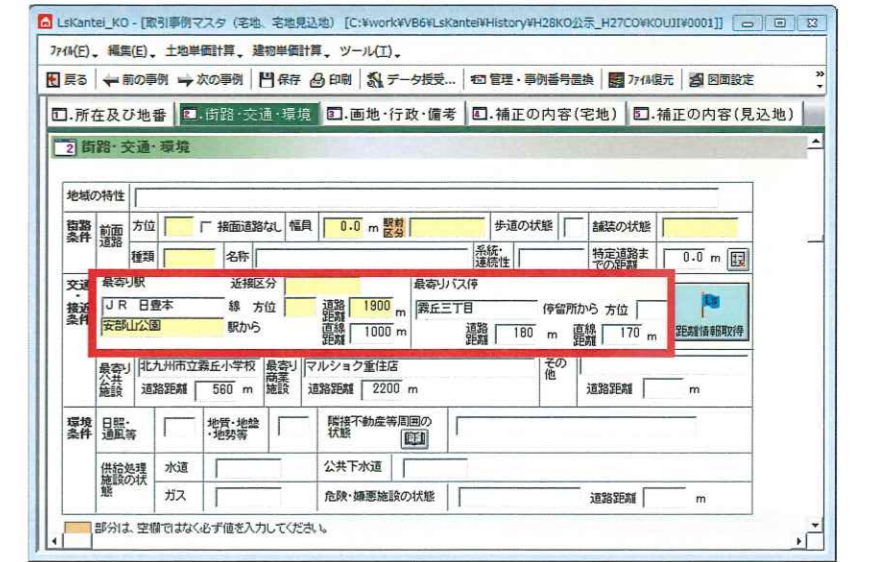 LsKantei_KO - [取引事例マスタ (宅地、宅地見込地) [C:¥work¥VB6¥LsKantei¥History¥H28KO公示_H27CO¥KOUJI¥0001]]
ファイル(F)、 編集(E)、 土地単価計算、 建物単価計算、 ツール(T)、
戻る 前の事例 次の事例 保存 印刷 データ授受... 管理・事例番号置換 ファイル復元 図面設定 »
1.所在及び地番 2.街路・交通・環境 3.画地・行政・備考 4.補正の内容(宅地) 5.補正の内容(見込地)
2 街路・交通・環境
地域の特性
街路条件 前面道路 方位 接面道路なし 幅員 0.0 m 駅前区分 歩道の状態 舗装の状態
種類 名称 系統・連続性 特定道路までの距離 0.0 m
交通・接近条件 最寄り駅 近接区分 最寄りバス停
JR 日豊本 線 方位 道路距離 1900 m 霧丘三丁目 停留所から 方位
安部山公園 駅から 直線距離 1000 m 道路距離 180 m 直線距離 170 m 距離情報取得
最寄り公共施設 北九州市立霧丘小学校 最寄り商業施設 マルショク重住店 その他
道路距離 560 m 道路距離 2200 m 道路距離 m
環境条件 日照・通風等 地質・地盤・地勢等 隣接不動産等周囲の状態
供給処理施設の状態 水道 公共下水道
ガス 危険・嫌悪施設の状態 道路距離 m
部分は、空欄ではなく必ず値を入力してください。